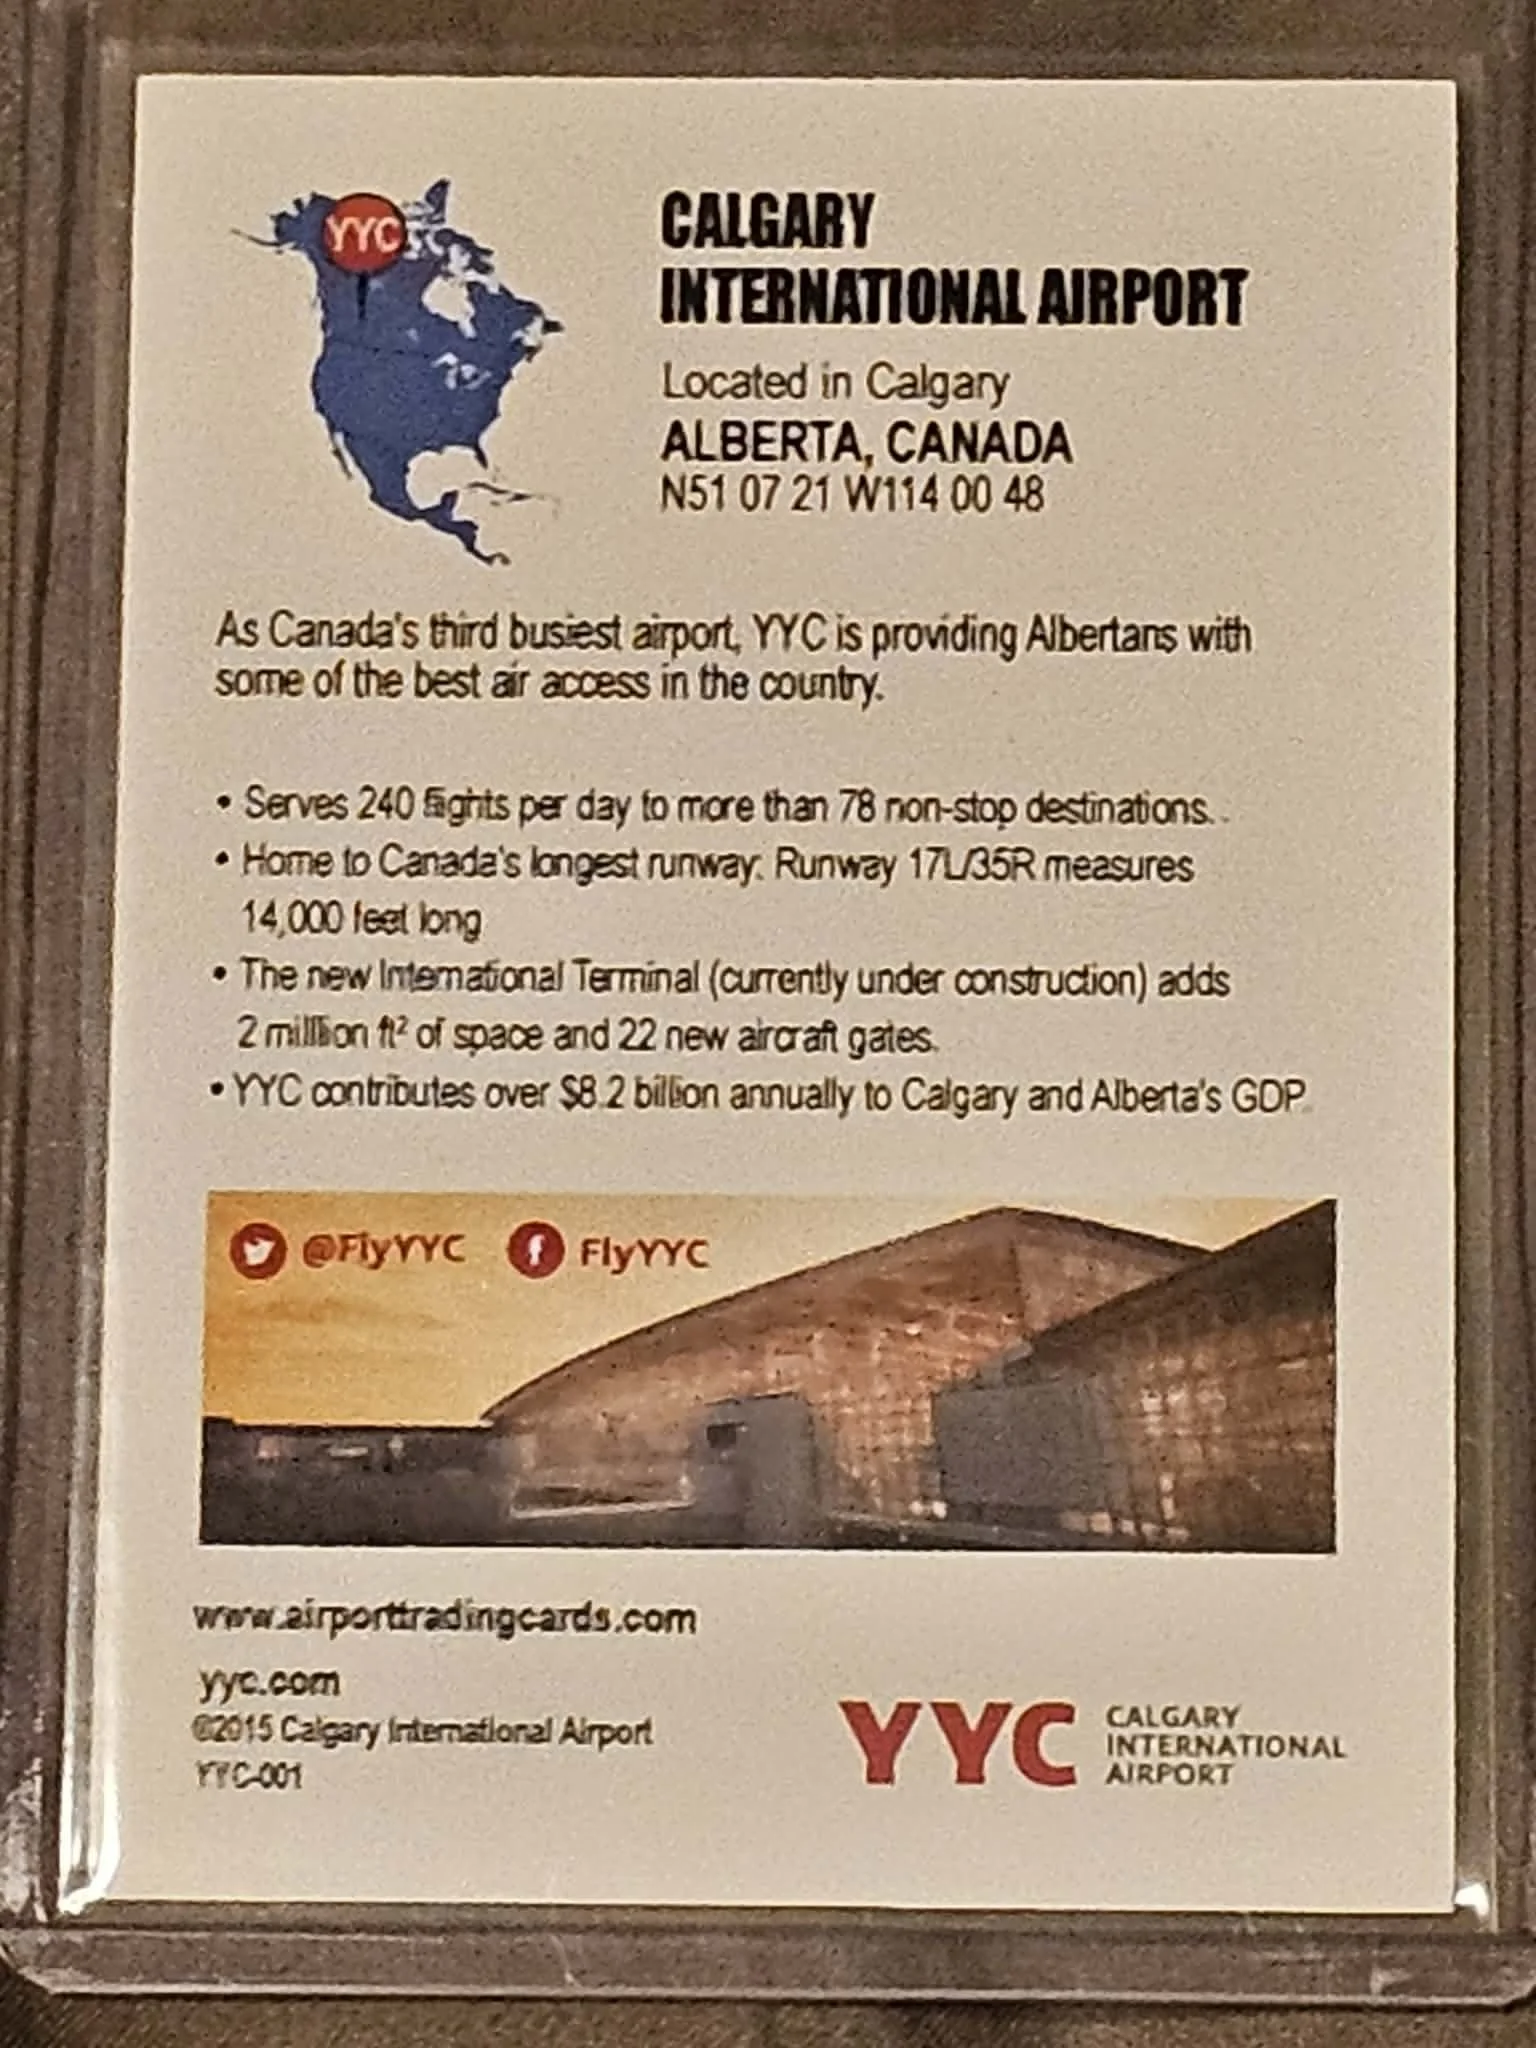 YYC
CALGARY
INTERNATIONAL AIRPORT
Located in Calgary
ALBERTA, CANADA
N51 07 21 W114 00 48
As Canada's third busiest airport, YYC is providing Albertans with
some of the best air access in the country.
• Serves 240 flights per day to more than 78 non-stop destinations.
• Home to Canada's longest runway. Runway 17L/35R measures
14,000 feet long
• The new International Terminal (currently under construction) adds
2 million ft² of space and 22 new aircraft gates.
• YYC contributes over $8.2 billion annually to Calgary and Alberta's GDP.
@FlyYYC FlyYYC
www.airporttradingcards.com
yyc.com
©2015 Calgary International Airport
YYC-001
YYC CALGARY
INTERNATIONAL
AIRPORT